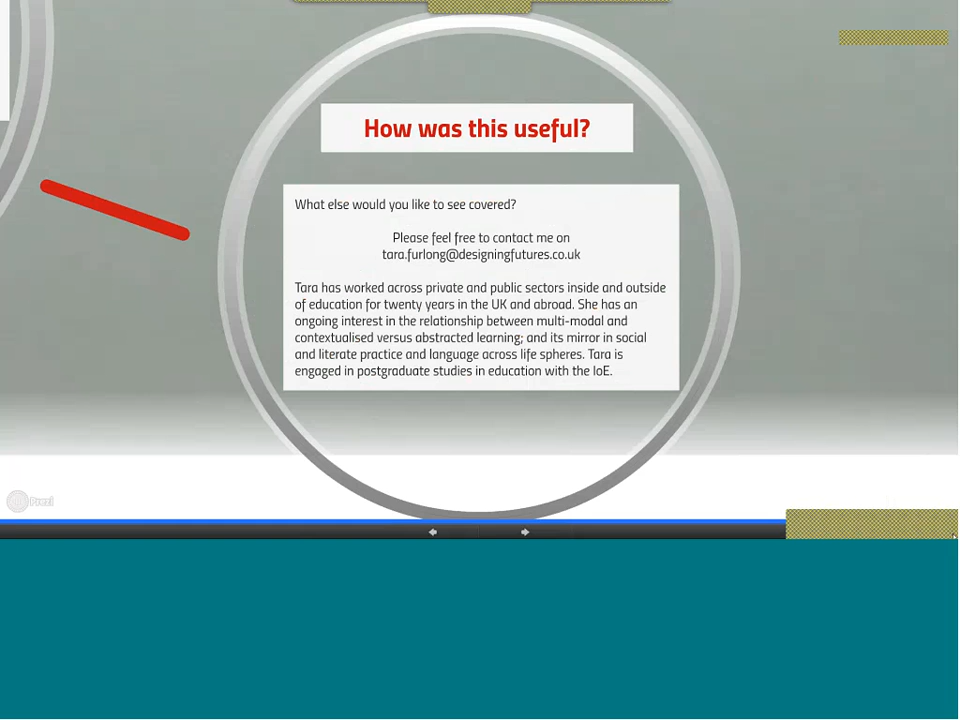 How was this useful?
What else would you like to see covered?
Please feel free to contact me on
tara.furlong@designingfutures.co.uk
Tara has worked across private and public sectors inside and outside
of education for twenty years in the UK and abroad. She has an
ongoing interest in the relationship between multi-modal and
contextualised versus abstracted learning; and its mirror in social
and literate practice and language across life spheres. Tara is
engaged in postgraduate studies in education with the IoE.
Prezi